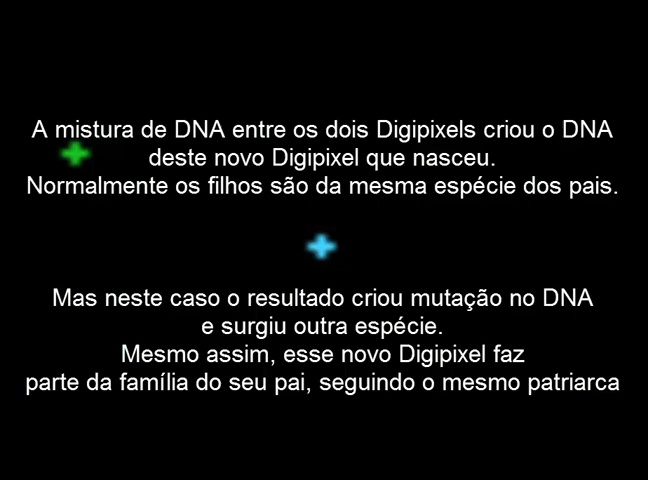 A mistura de DNA entre os dois Digipixels criou o DNA
deste novo Digipixel que nasceu.
Normalmente os filhos são da mesma espécie dos pais.
Mas neste caso o resultado criou mutação no DNA
e surgiu outra espécie.
Mesmo assim, esse novo Digipixel faz
parte da família do seu pai, seguindo o mesmo patriarca